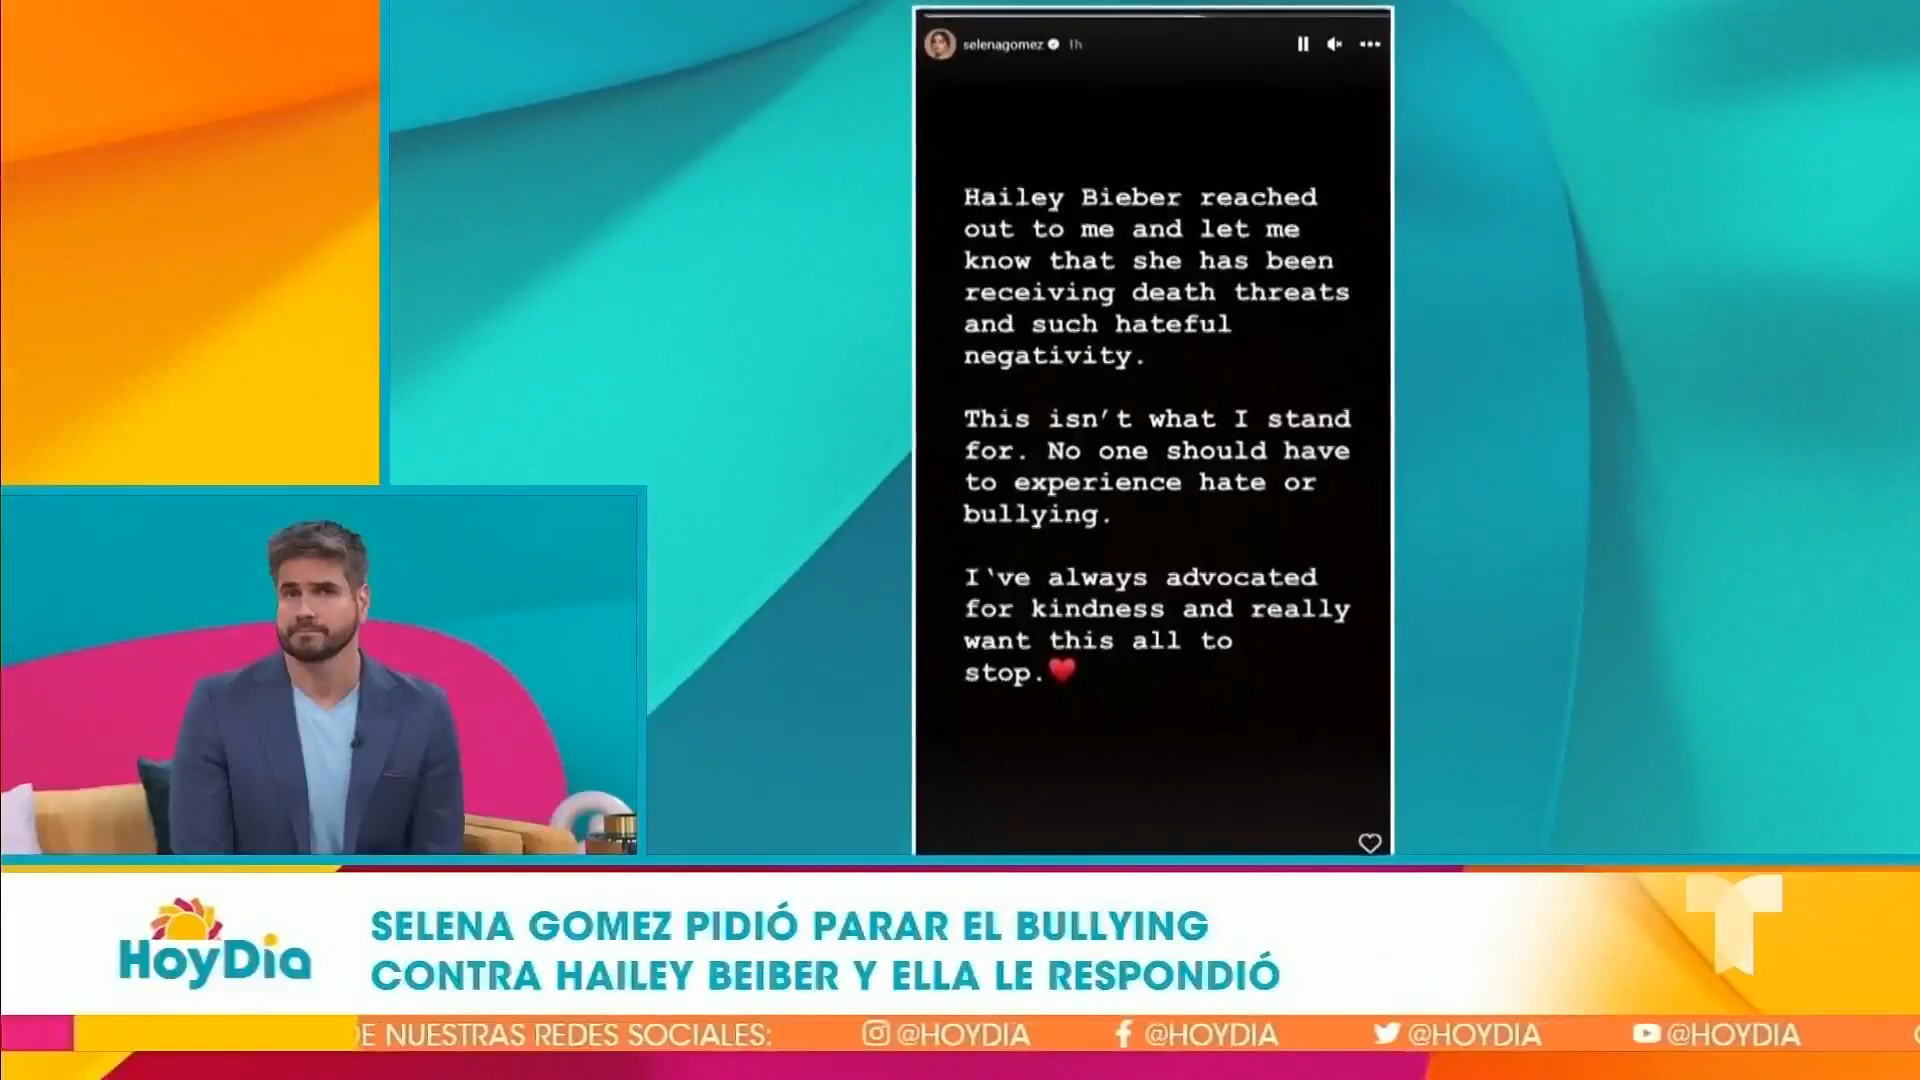 selenagomez 1h
Hailey Bieber reached
out to me and let me
know that she has been
receiving death threats
and such hateful
negativity.
This isn’t what I stand
for. No one should have
to experience hate or
bullying.
I‘ve always advocated
for kindness and really
want this all to
stop.❤️
HoyDía
SELENA GOMEZ PIDIÓ PARAR EL BULLYING
CONTRA HAILEY BEIBER Y ELLA LE RESPONDIÓ
T
DE NUESTRAS REDES SOCIALES: @HOYDIA @HOYDIA @HOYDIA @HOYDIA